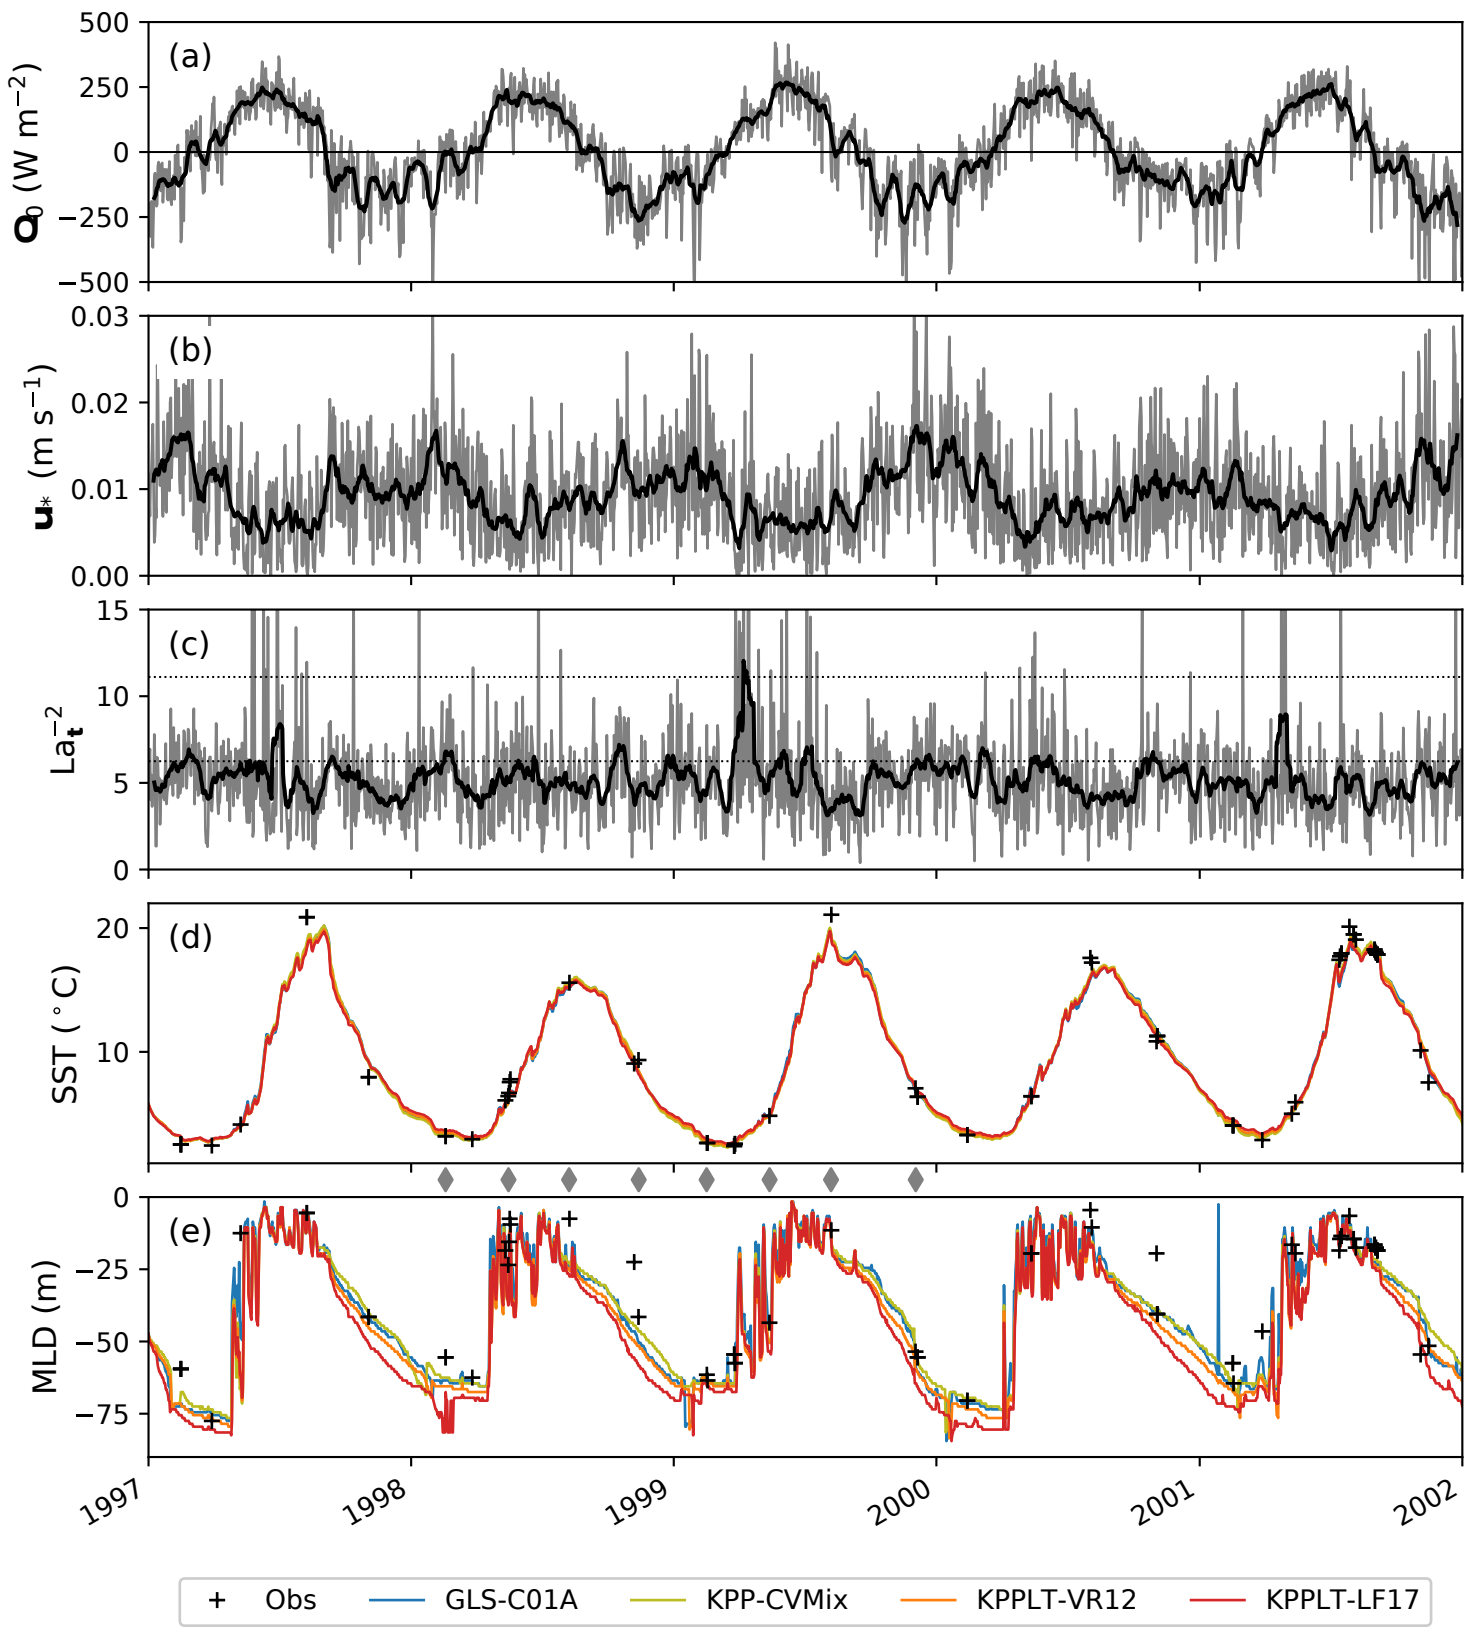 (a)
500
250
0
−250
−500
Q₀ (W m⁻²)
(b)
0.03
0.02
0.01
0.00
u* (m s⁻¹)
(c)
15
10
5
0
Laₜ⁻²
(d)
20
10
SST (°C)
(e)
0
−25
−50
−75
MLD (m)
1997 1998 1999 2000 2001 2002
Obs GLS-C01A KPP-CVMix KPPLT-VR12 KPPLT-LF17